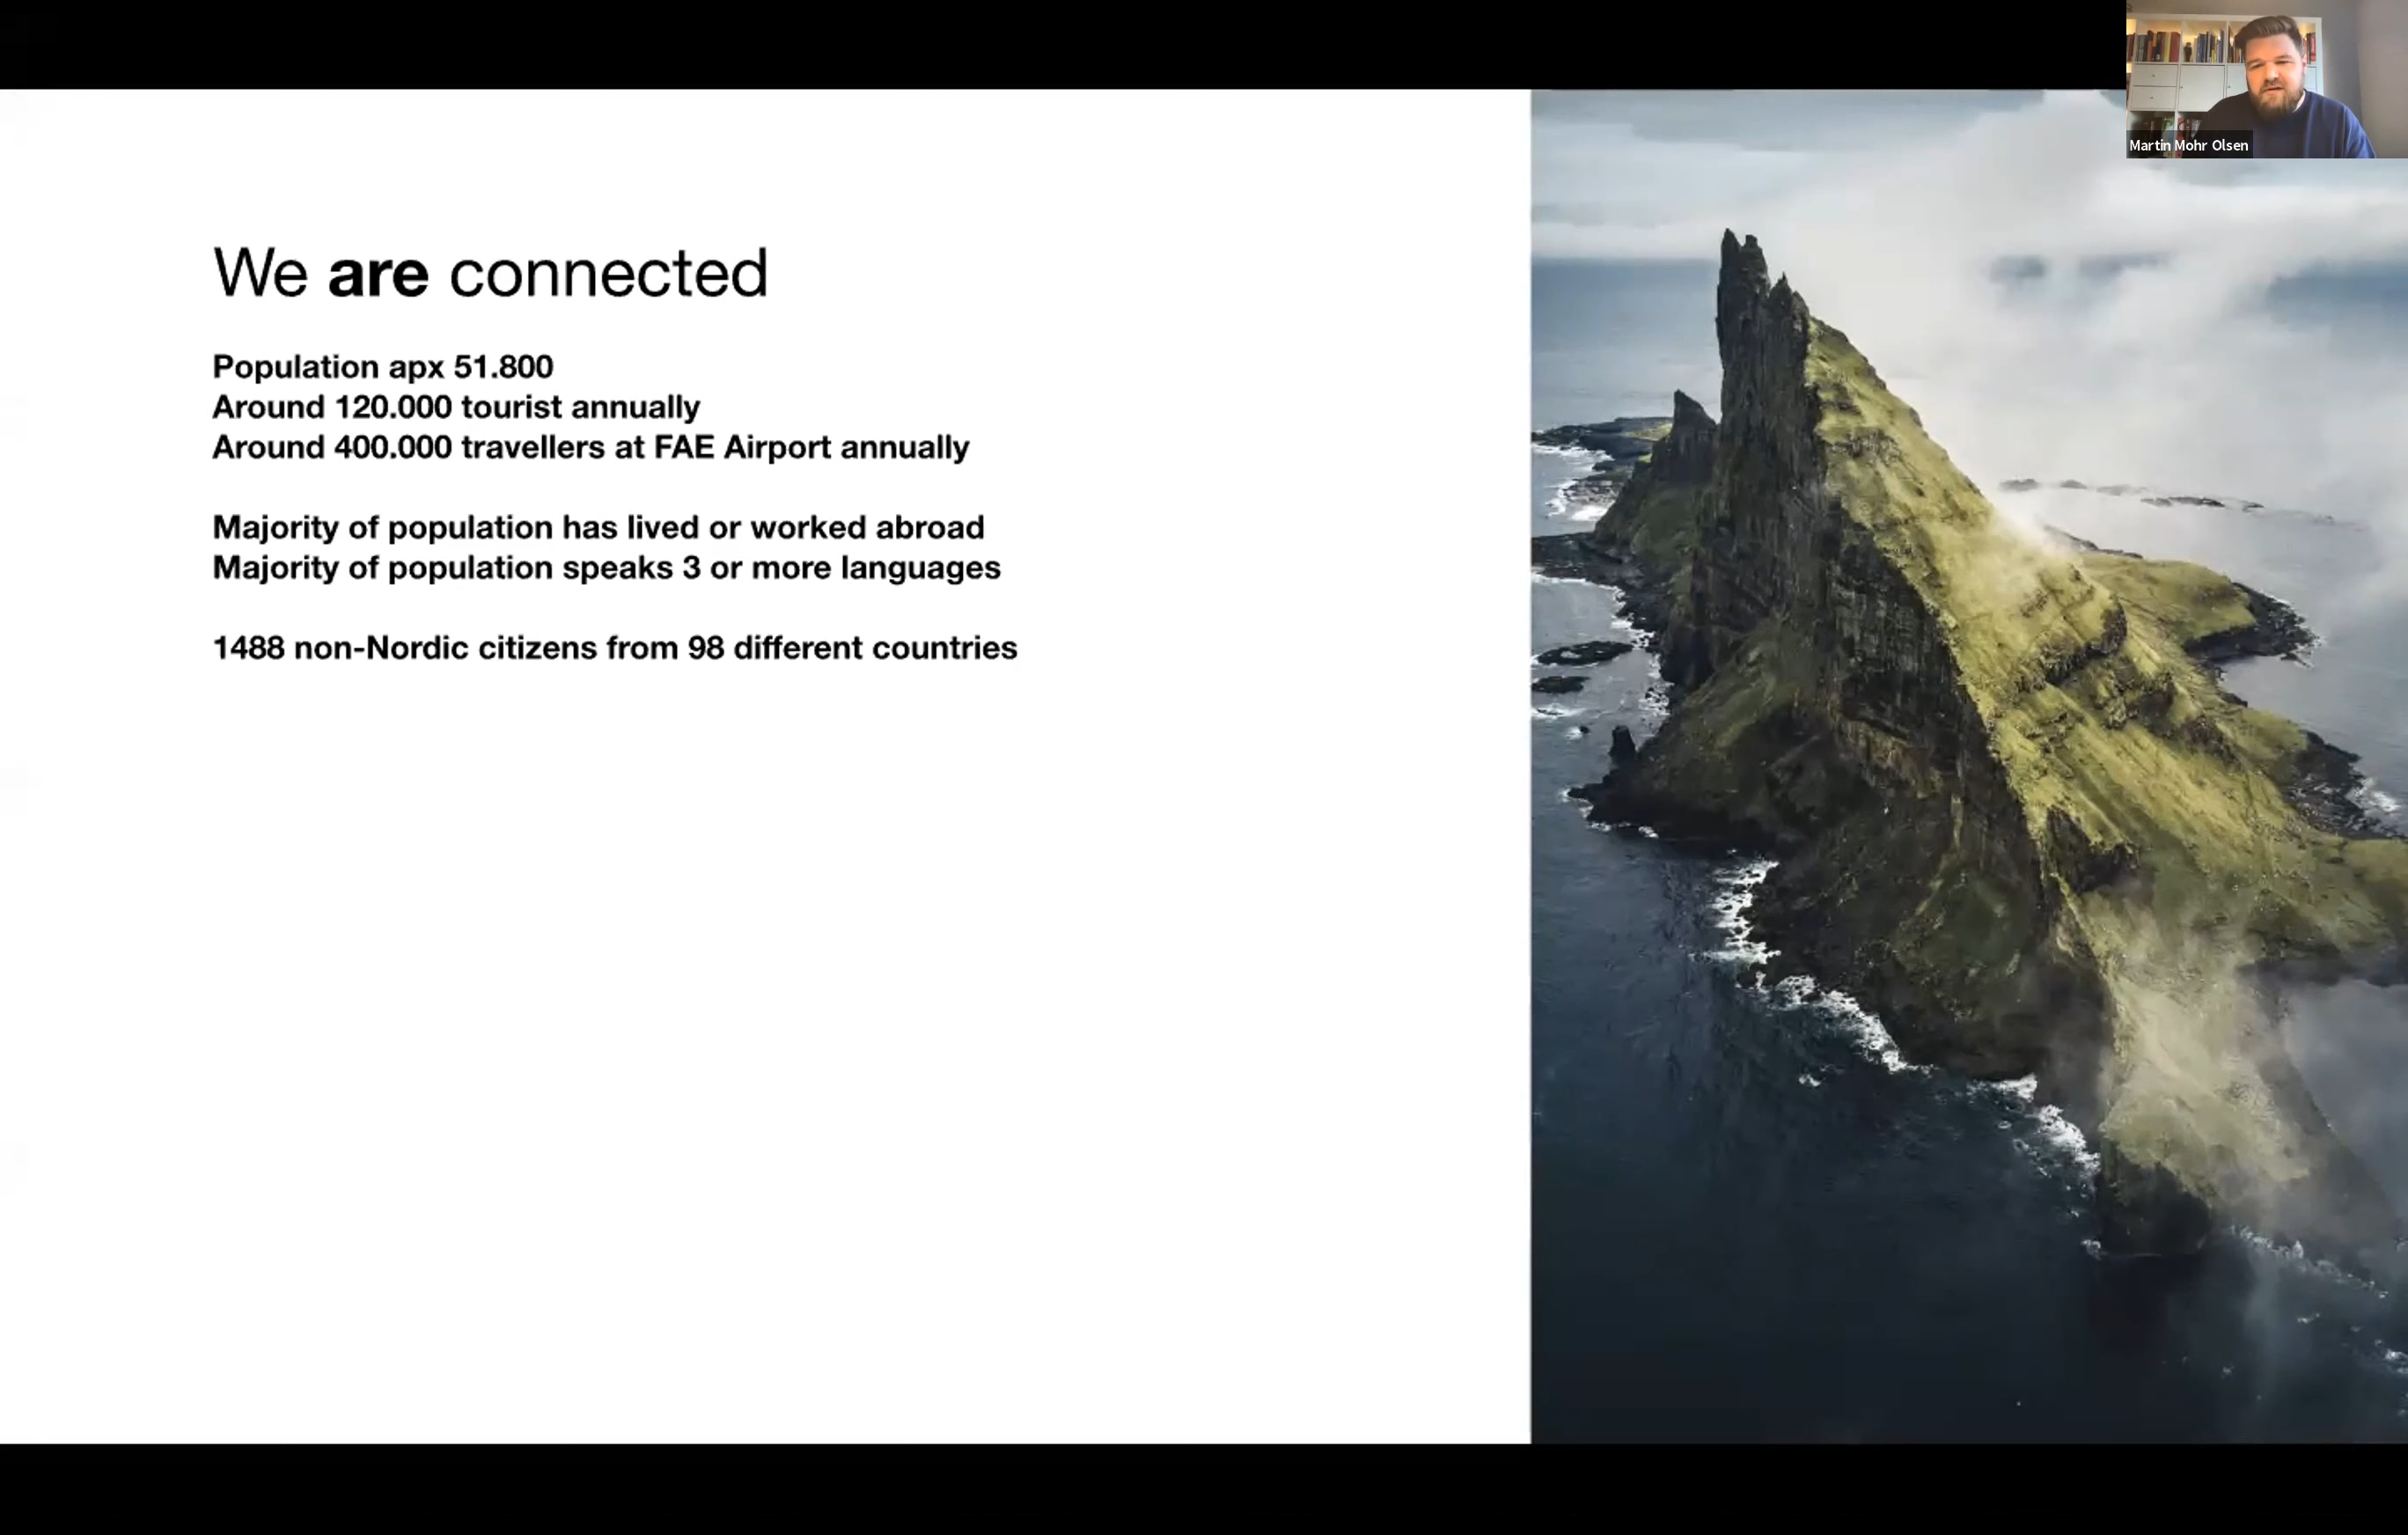 We are connected
Population apx 51.800
Around 120.000 tourist annually
Around 400.000 travellers at FAE Airport annually
Majority of population has lived or worked abroad
Majority of population speaks 3 or more languages
1488 non-Nordic citizens from 98 different countries
Martin Mohr Olsen